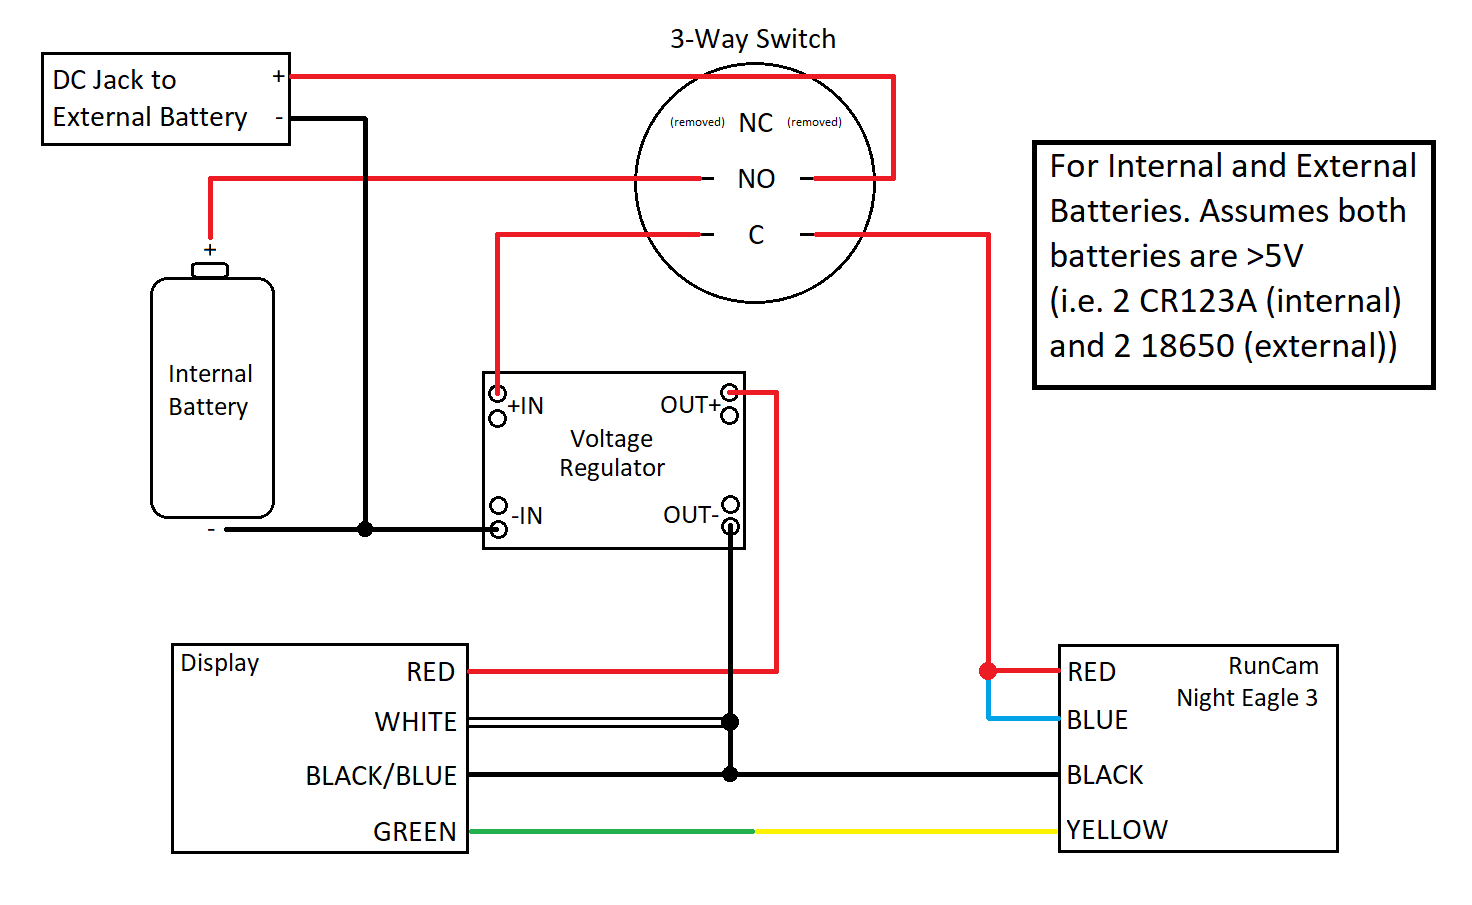 3-Way Switch
DC Jack to +
External Battery -
(removed) NC (removed)
NO
C
For Internal and External
Batteries. Assumes both
batteries are >5V
(i.e. 2 CR123A (internal)
and 2 18650 (external))
+
Internal
Battery
-
+IN OUT+
Voltage
Regulator
-IN OUT-
Display
RED
WHITE
BLACK/BLUE
GREEN
RunCam
Night Eagle 3
RED
BLUE
BLACK
YELLOW